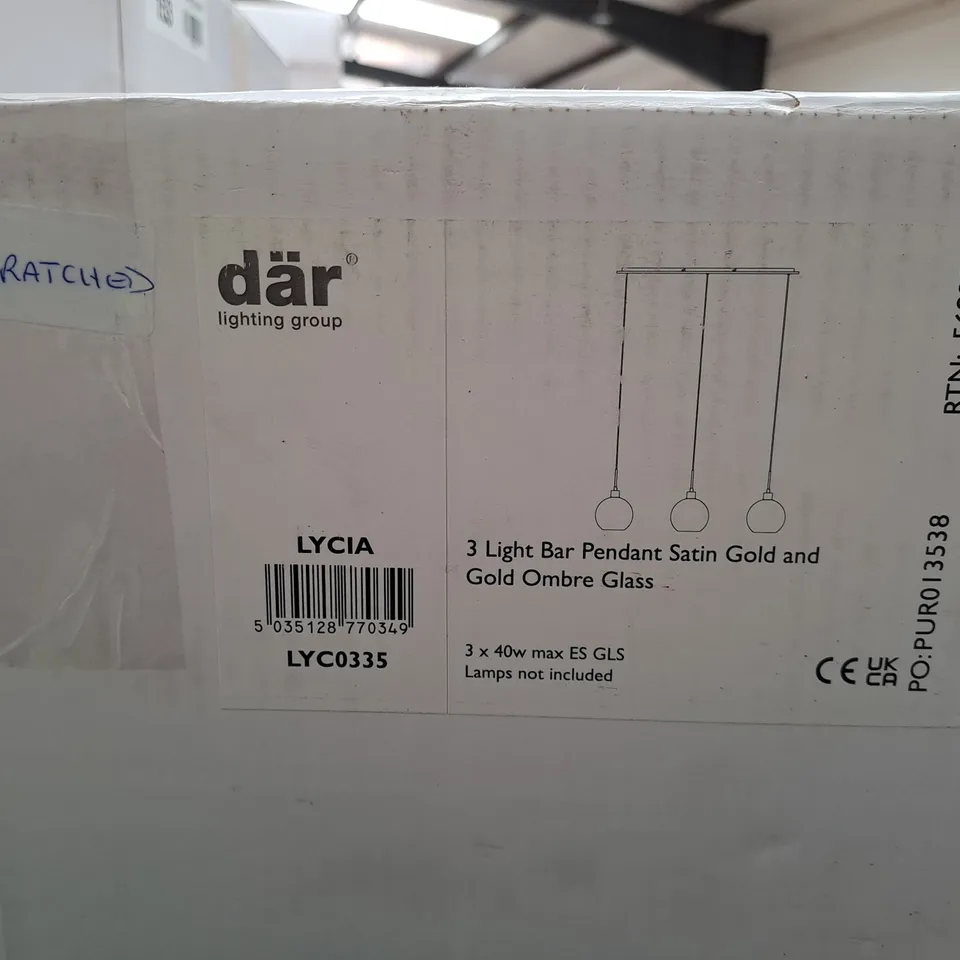 RATCHED
där®
lighting group
LYCIA
5 035128 770349
LYC0335
3 Light Bar Pendant Satin Gold and
Gold Ombre Glass
3 x 40w max ES GLS
Lamps not included
CE UK
CA
PO:PUR013538
RTN: